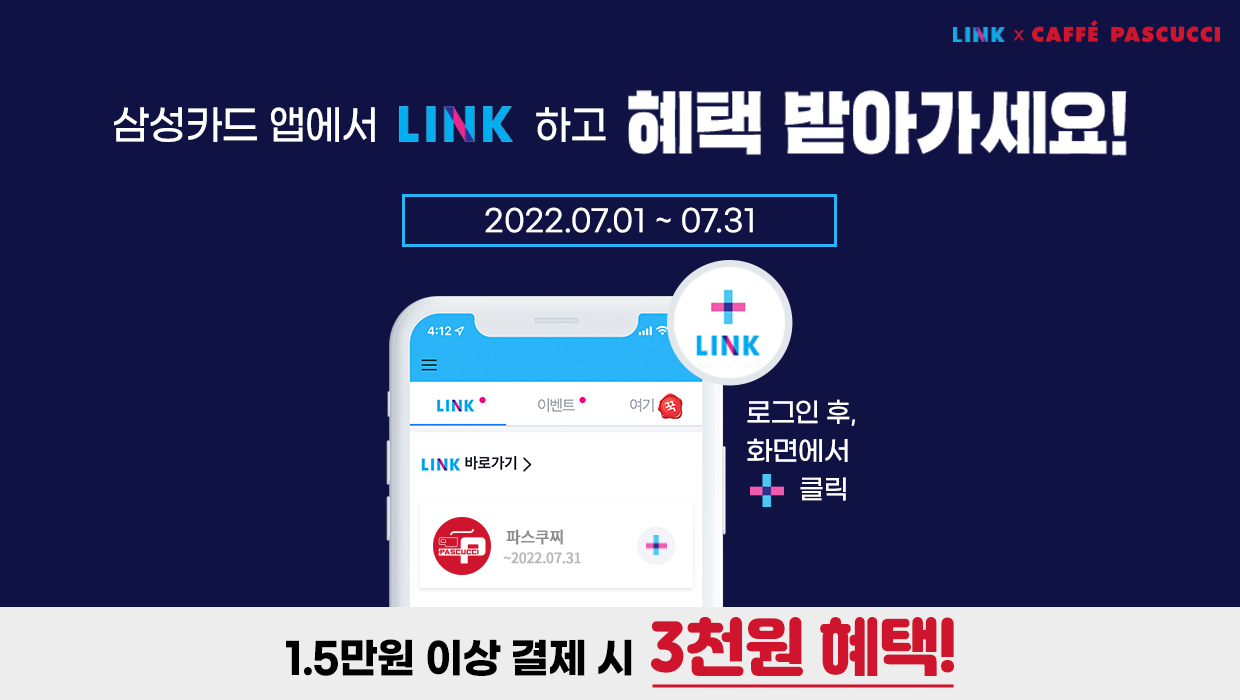 LINK x CAFFÉ PASCUCCI
삼성카드 앱에서 LINK 하고 혜택 받아가세요!
2022.07.01 ~ 07.31
LINK
4:12
LINK 이벤트 여기 꾹
로그인 후,
화면에서
클릭
LINK 바로가기 >
PASCUCCI
파스쿠찌
~2022.07.31
1.5만원 이상 결제 시 3천원 혜택!